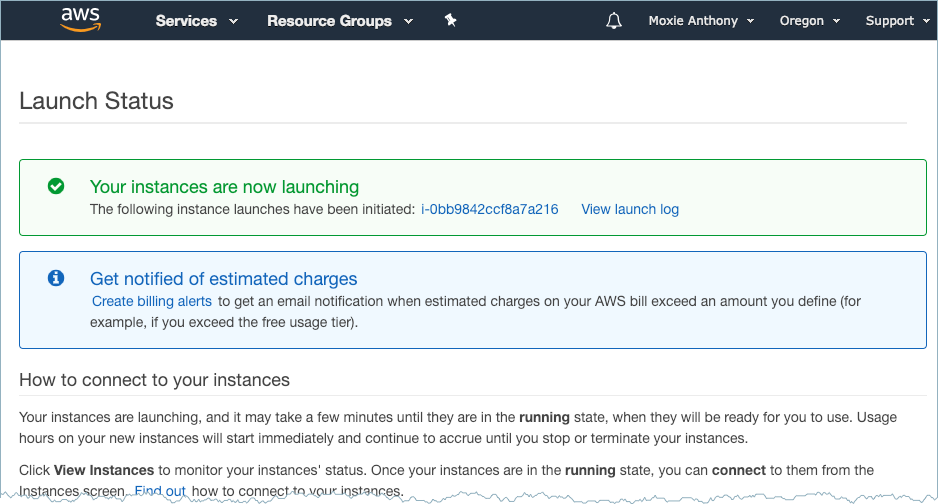 aws Services Resource Groups Moxie Anthony Oregon Support
Launch Status
Your instances are now launching
The following instance launches have been initiated: i-0bb9842ccf8a7a216 View launch log
Get notified of estimated charges
Create billing alerts to get an email notification when estimated charges on your AWS bill exceed an amount you define (for
example, if you exceed the free usage tier).
How to connect to your instances
Your instances are launching, and it may take a few minutes until they are in the running state, when they will be ready for you to use. Usage
hours on your new instances will start immediately and continue to accrue until you stop or terminate your instances.
Click View Instances to monitor your instances' status. Once your instances are in the running state, you can connect to them from the
Instances screen. Find out how to connect to your instances.